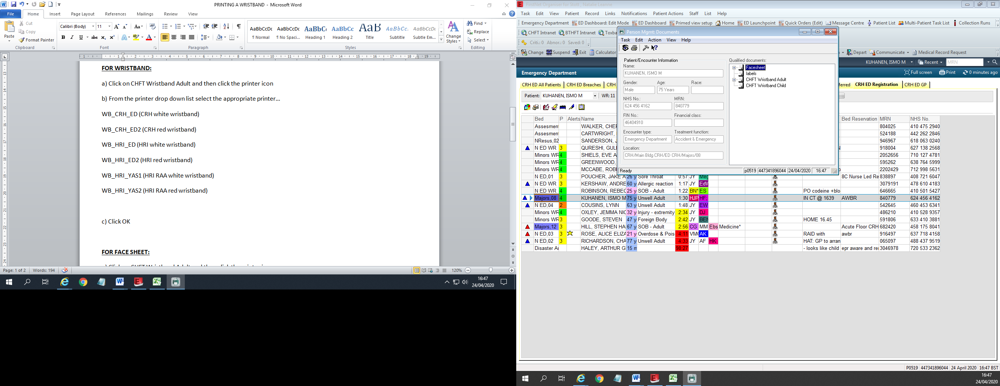 PRINTING A WRISTBAND - Microsoft Word
File Home Insert Page Layout References Mailings Review View
Paste
Cut
Copy
Format Painter
Clipboard
Calibri (Body) 11
Font
Paragraph
AaBbCcDc AaBbCcDc AaBbC AaBbCc AaB AaBbCc. AaBbCcDc
¶ Normal ¶ No Spaci... Heading 1 Heading 2 Title Subtitle Subtle Em...
Change Styles
Styles
Find
Replace
Select
Editing
FOR WRISTBAND:
a) Click on CHFT Wristband Adult and then click the printer icon
b) From the printer drop down list select the appropriate printer...
WB_CRH_ED (CRH white wristband)
WB_CRH_ED2 (CRH red wristband)
WB_HRI_ED (HRI white wristband)
WB_HRI_ED2 (HRI red wristband)
WB_HRI_YAS1 (HRI RAA white wristband)
WB_HRI_YAS2 (HRI RAA red wristband)
c) Click OK
FOR FACE SHEET:
Page: 1 of 2 Words: 194 120%
16:47
24/04/2020
FirstNet Organiser for Stott , Natalie Leanne
Task Edit View Patient Record Links Notifications Patient Actions Staff List Help
Emergency Department ED Dashboard: Edit Mode ED Dashboard Primed view setup Home ED Launchpoint Quick Orders (Edit) Message Centre Patient List Multi-Patient Task List Collection Runs
CHFT Intranet BTHFT Intranet Toxba
Criti.: 0 Abnor.: 0 Saved: 0
Change Suspend Exit Calculator Depart Communicate Medical Record Request
KUHANEN, ISMO M Recent MRN
Emergency Department Full screen Print 0 minutes ago
CRH ED All Patients CRH ED Breaches CRH ferred CRH ED Registration CRH ED GP
Patient: KUHANEN, ISMO M WR: 11
Person Mgmt: Documents
Task Edit Action View Help
Patient/Encounter Information
Name:
KUHANEN, ISMO M
Gender: Age: Race:
Male 75 Years
NHS No.: MRN:
624 456 4162 840779
FIN No.: Financial class:
46404910
Encounter type: Treatment function:
Emergency Department Accident & Emergency
Location:
CRH/Main Bldg CRH/ED CRH/Majors/08
Qualified documents:
Facesheet
labels
CHFT Wristband Adult
CHFT Wristband Child
Ready p0519 447341896044 24/04/2020 16:47
Bed P Alerts Name Bed Reservation MRN NHS No.
Assesment WALKER, CHER 804025 410 475 2940
Assesment CARTWRIGHT, 524188 442 262 2846
NResus,02 SANDERSON, J 946967 618 063 0240
N ED WR 3 QURESHI, GUL 918004 627 138 2568
Minors WR 4 SHIELS, EVE A 2052656 710 127 4781
Minors WR 4 GREENWOOD, 595262 638 764 5999
Minors WR 4 MCCABE, ROB 2202429 712 998 5631
N ED,01 3 POUCHER, JAKE A 26 y Sore Throat 0:57 JY Meg 8C Nurse Led Re 838897 408 721 6047
N ED WR 3 KERSHAW, ANDRE 60 y Allergic reaction 1:17 JY EdW 3079191 478 610 4183
N ED WR 4 ROBINSON, REBEC 25 y SOB - Adult 1:22 BN* ES PO codeine +blo 646665 410 501 5427
Majors,08 4 KUHANEN, ISMO M 75 y Unwell Adult 1:30 HJP HF, IN CT @ 1639 AWBR 840779 624 456 4162
N ED,04 2 COUSINS, LYNN 63 y Unwell Adult 1:48 JY EW 542645 460 453 6341
Minors WR 4 OXLEY, JEMMA NIC 32 y Injury - extremity 2:34 JY DJ 486210 410 528 9357
Minors WR 3 GOODE, STEVEN 47 y Foreign Body 2:42 JY BEN HOME 16.45 591806 633 410 3881
Majors,12 3 HILL, STEPHEN HA 67 y SOB - Adult 2:56 CG MM Ebs Medicine* Acute Floor CRH 682420 458 175 8041
N ED,03 3 ROSE, ALICE ELIZA 21 y Overdose & Pois 4:11 VMC AK RAID with awbr 916497 637 718 4158
N ED,02 3 RICHARDSON, CHA 77 y Unwell Adult 4:33 JY AF HK HAT: GP to arran 065097 488 437 9519
Disaster A HALEY, ARTHUR G 15 m 98:27 - looks like child epr aware and re 3046978 720 533 2362
P0519 447341896044 24 April 2020 16:47 BST
16:47
24/04/2020